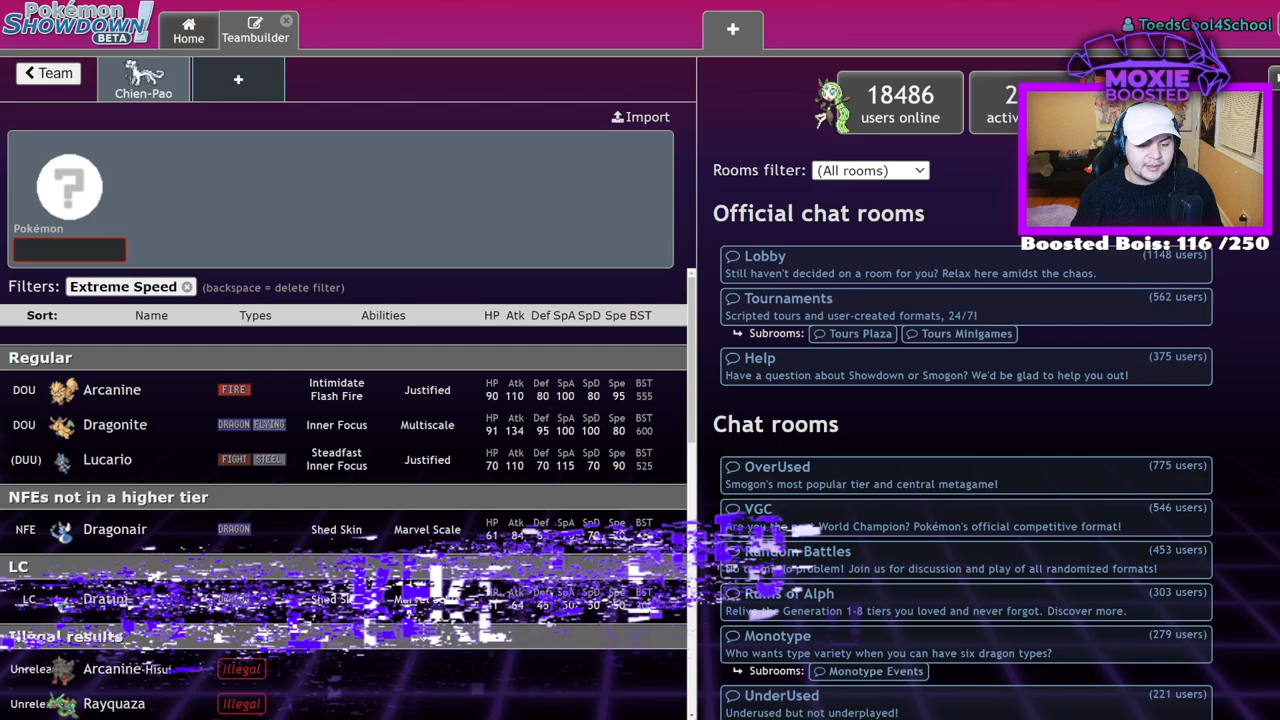 Pokémon
SHOWDOWN!
BETA
Home
Teambuilder
+
ToedsCool4School
Team
Chien-Pao
+
Import
Pokémon
Filters: Extreme Speed (backspace = delete filter)
Sort: Name Types Abilities HP Atk Def SpA SpD Spe BST
Regular
DOU Arcanine FIRE Intimidate Flash Fire Justified HP 90 Atk 110 Def 80 SpA 100 SpD 80 Spe 95 BST 555
DOU Dragonite DRAGON FLYING Inner Focus Multiscale HP 91 Atk 134 Def 95 SpA 100 SpD 100 Spe 80 BST 600
(DUU) Lucario FIGHT STEEL Steadfast Inner Focus Justified HP 70 Atk 110 Def 70 SpA 115 SpD 70 Spe 90 BST 525
NFEs not in a higher tier
NFE Dragonair DRAGON Shed Skin Marvel Scale HP 61 Atk 84
LC
LC Dratini
Illegal results
Arcanine-Hisui Illegal
Rayquaza Illegal
18486
users online
MOXIE
BOOSTED
Boosted Bois: 116 /250
Rooms filter: (All rooms)
Official chat rooms
Lobby (1148 users)
Still haven't decided on a room for you? Relax here amidst the chaos.
Tournaments (562 users)
Scripted tours and user-created formats, 24/7!
Subrooms: Tours Plaza Tours Minigames
Help (375 users)
Have a question about Showdown or Smogon? We'd be glad to help you out!
Chat rooms
OverUsed (775 users)
Smogon's most popular tier and central metagame!
VGC (546 users)
World Champion? Pokémon's official competitive format!
Random Battles (453 users)
problem! Join us for discussion and play of all randomized formats!
of Alph (303 users)
Relive the Generation 1-8 tiers you loved and never forgot. Discover more.
Monotype (279 users)
Who wants type variety when you can have six dragon types?
Subrooms: Monotype Events
UnderUsed (221 users)
Underused but not underplayed!